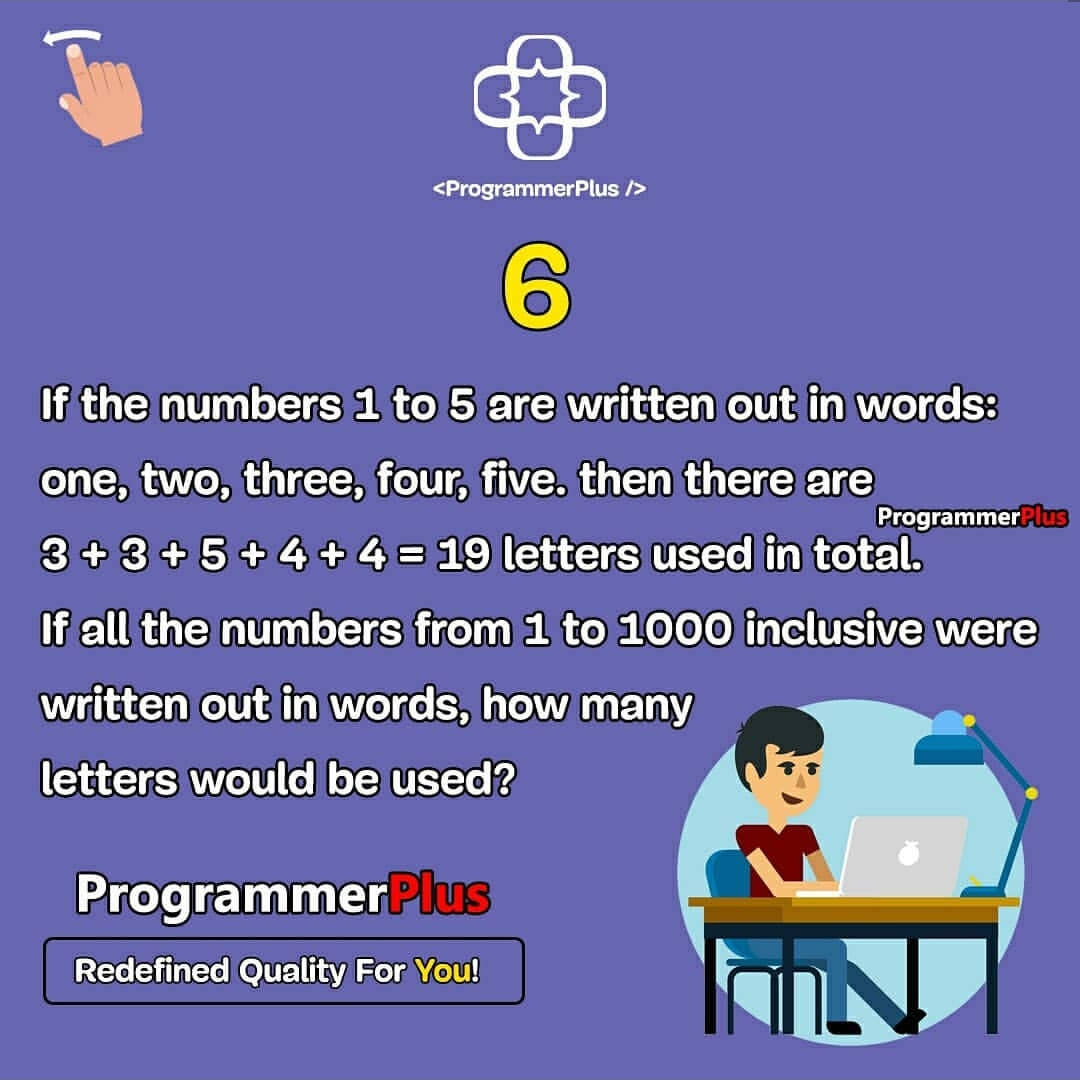 <ProgrammerPlus />
6
If the numbers 1 to 5 are written out in words:
one, two, three, four, five. then there are
ProgrammerPlus
3 + 3 + 5 + 4 + 4 = 19 letters used in total.
If all the numbers from 1 to 1000 inclusive were
written out in words, how many
letters would be used?
ProgrammerPlus
Redefined Quality For You!